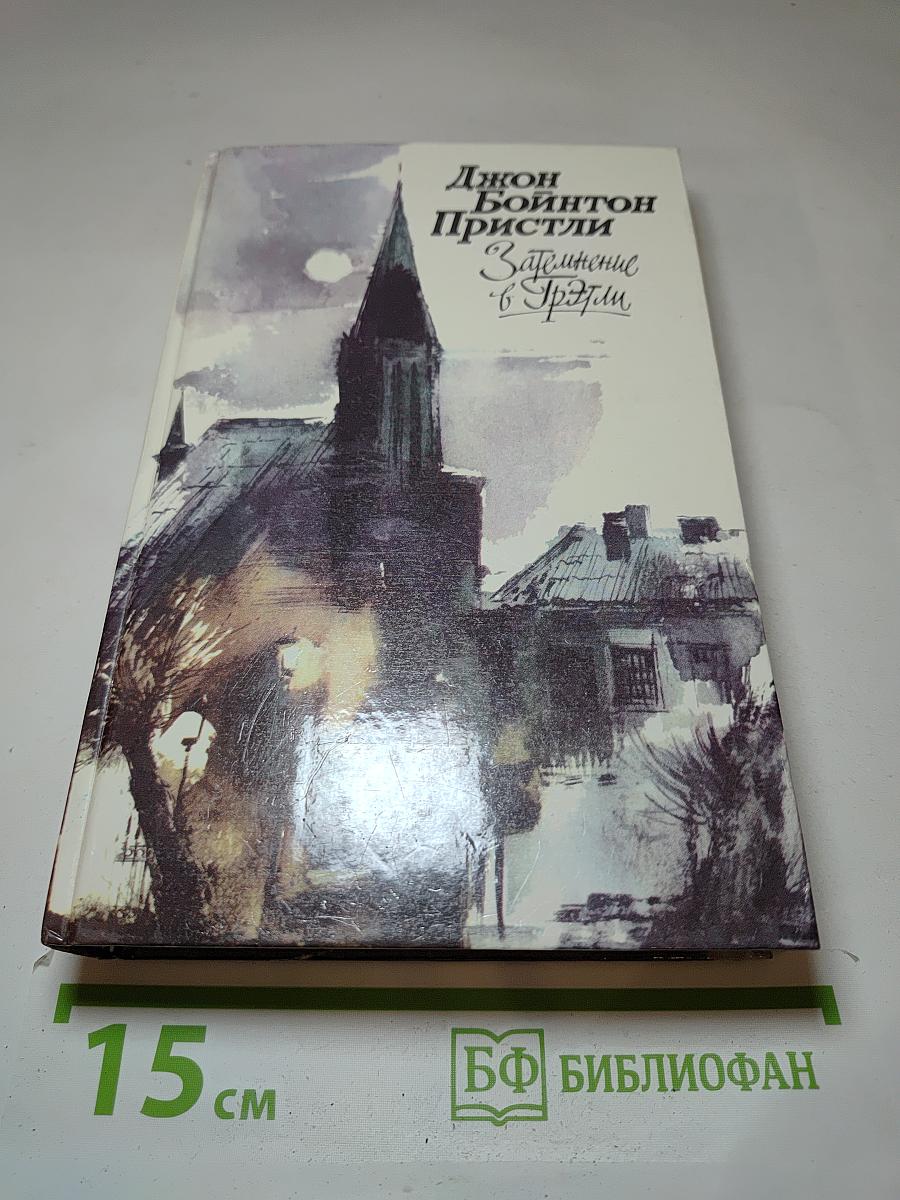 Джон
Бойнтон
Пристли
Затемнение
в Грэтли
15 см
БФ БИБЛИОФАН